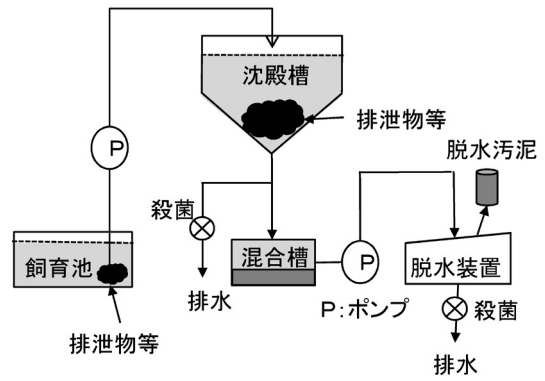 沈殿槽
排泄物等
P
脱水汚泥
殺菌
飼育池
混合槽
P
脱水装置
排水
P:ポンプ
殺菌
排泄物等
排水